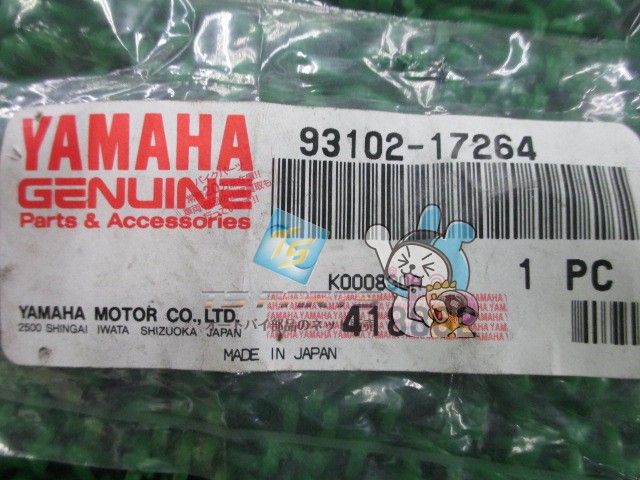 YAMAHA
GENUINE
Parts & Accessories
93102-17264
1 PC
YAMAHA MOTOR CO., LTD.
2500 SHINGAI IWATA SHIZUOKA JAPAN
MADE IN JAPAN